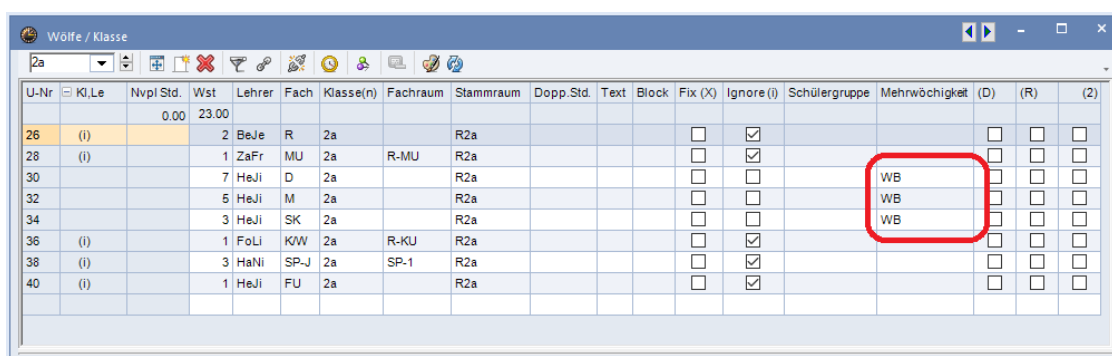 Wölfe / Klasse
2a
U-Nr Kl,Le Nvpl Std. Wst Lehrer Fach Klasse(n) Fachraum Stammraum Dopp.Std. Text Block Fix (X) Ignore (i) Schülergruppe Mehrwöchigkeit (D) (R) (2)
0.00 23.00
26 (i) 2 BeJe R 2a R2a
28 (i) 1 ZaFr MU 2a R-MU R2a
30 7 HeJi D 2a R2a WB
32 5 HeJi M 2a R2a WB
34 3 HeJi SK 2a R2a WB
36 (i) 1 FoLi K/W 2a R-KU R2a
38 (i) 3 HaNi SP-J 2a SP-1 R2a
40 (i) 1 HeJi FU 2a R2a